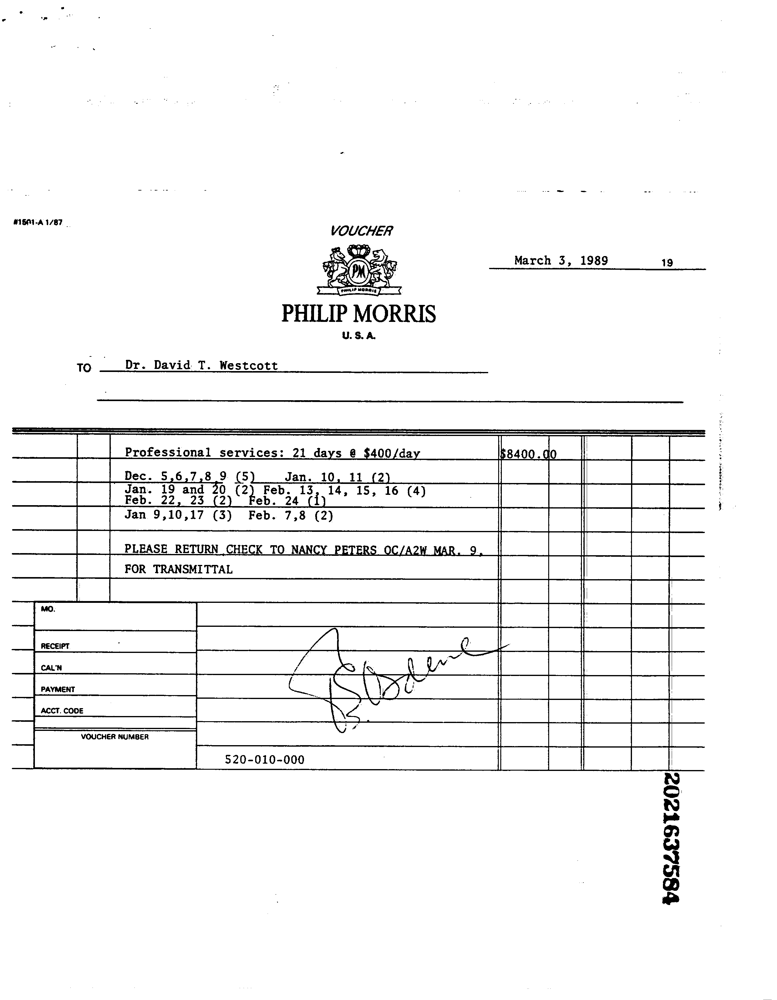 #1501-A 1/87
VOUCHER
March 3, 1989 19
PM
PHILIP MORRIS
PHILIP MORRIS
U.S.A.
TO Dr. David T. Westcott
Professional services: 21 days @ $400/day $8400.00
Dec. 5,6,7,8 9 (5) Jan. 10, 11 (2)
Jan. 19 and 20 (2) Feb. 13, 14, 15, 16 (4)
Feb. 22, 23 (2) Feb. 24 (1)
Jan 9,10,17 (3) Feb. 7,8 (2)
PLEASE RETURN CHECK TO NANCY PETERS OC/A2W MAR. 9.
FOR TRANSMITTAL
MO.
RECEIPT
CAL'N
PAYMENT
ACCT. CODE
VOUCHER NUMBER
520-010-000
2021637584